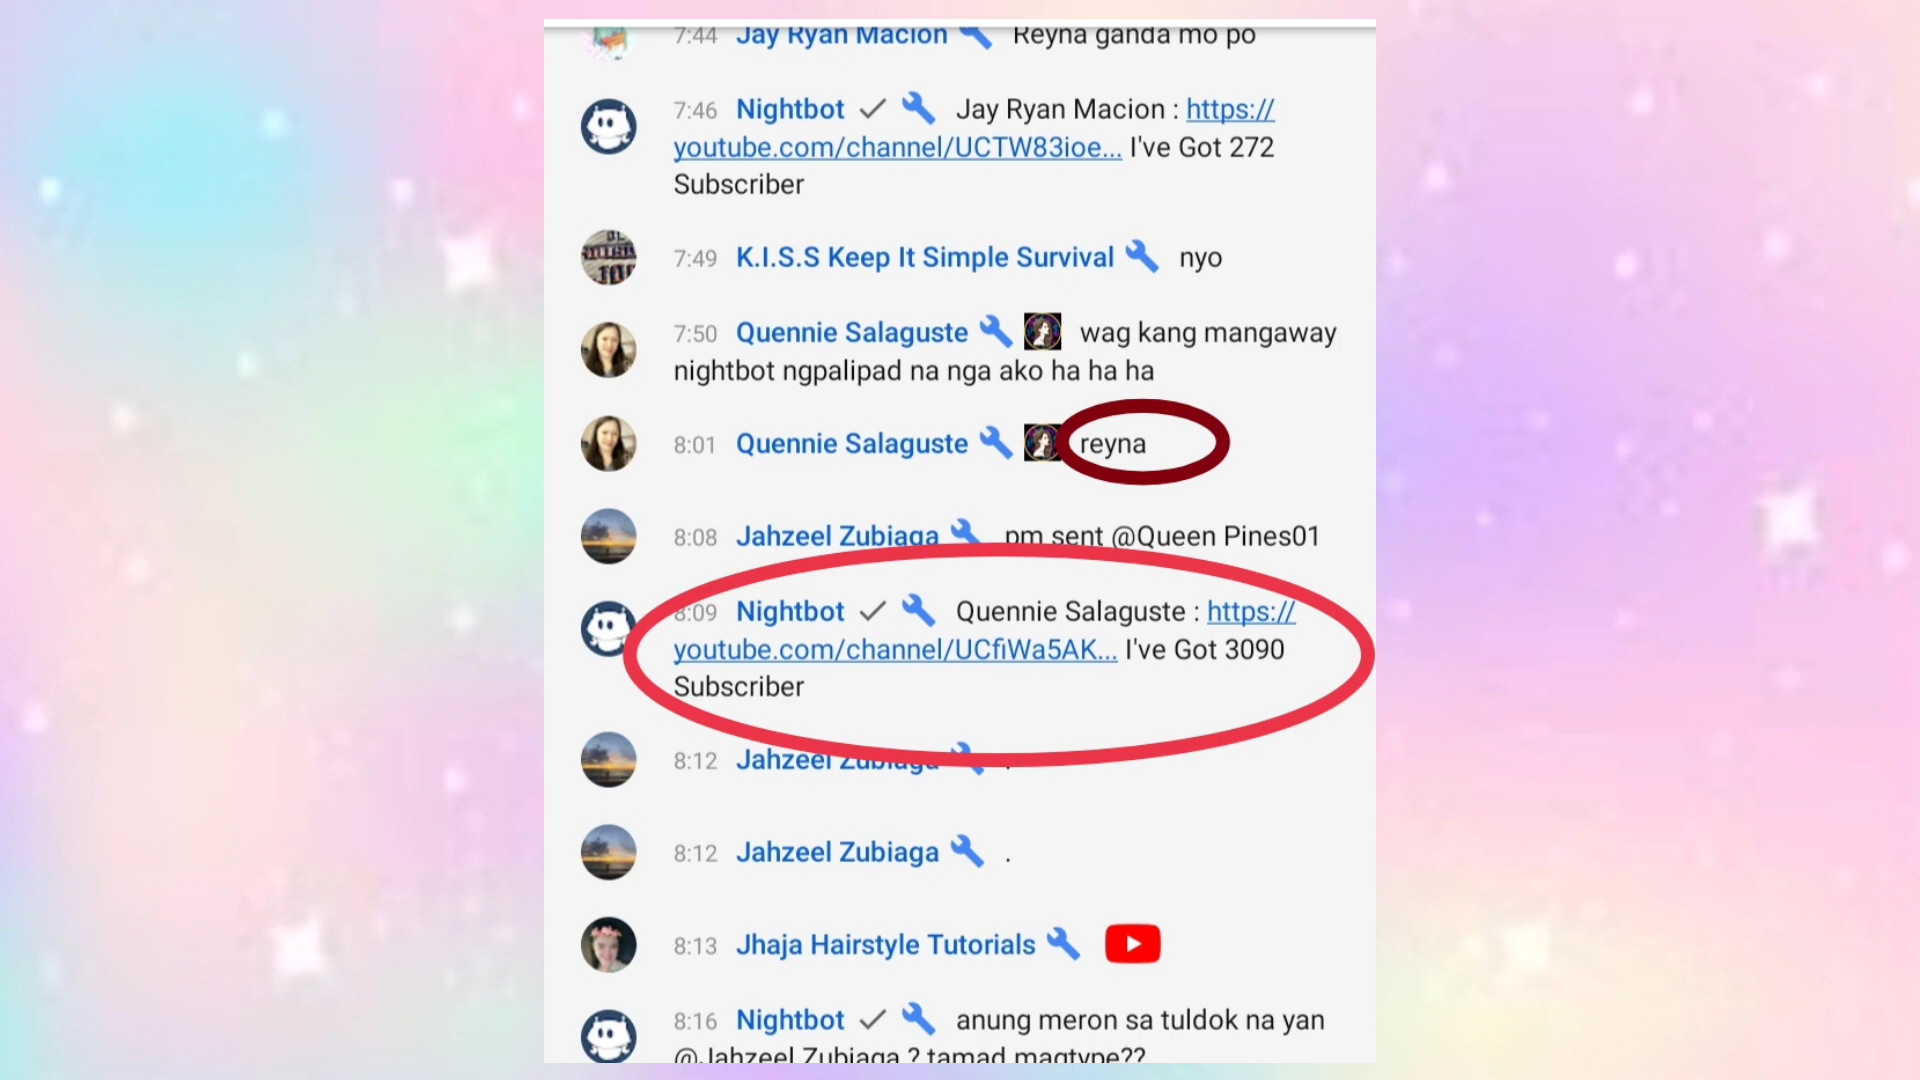 7:44 Jay Ryan Macion Reyna ganda mo po
7:46 Nightbot Jay Ryan Macion : https://
youtube.com/channel/UCTW83ioe... I've Got 272
Subscriber
7:49 K.I.S.S Keep It Simple Survival nyo
7:50 Quennie Salaguste wag kang mangaway
nightbot ngpalipad na nga ako ha ha ha
8:01 Quennie Salaguste reyna
8:08 Jahzeel Zubiaga pm sent @Queen Pines01
8:09 Nightbot Quennie Salaguste : https://
youtube.com/channel/UCfiWa5AK... I've Got 3090
Subscriber
8:12 Jahzeel Zubiaga .
8:12 Jahzeel Zubiaga .
8:13 Jhaja Hairstyle Tutorials
8:16 Nightbot anung meron sa tuldok na yan
@Jahzeel Zubiaga ? tamad magtype??